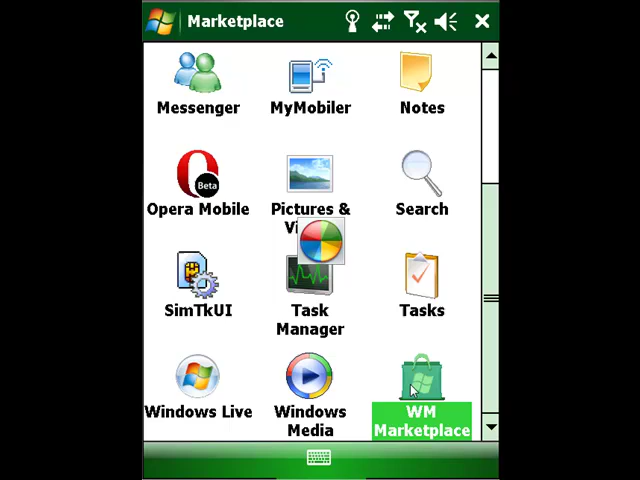 Marketplace
Messenger
MyMobiler
Notes
Beta
Opera Mobile
Pictures &
Search
SimTkUI
Task
Manager
Tasks
Windows Live
Windows
Media
WM
Marketplace